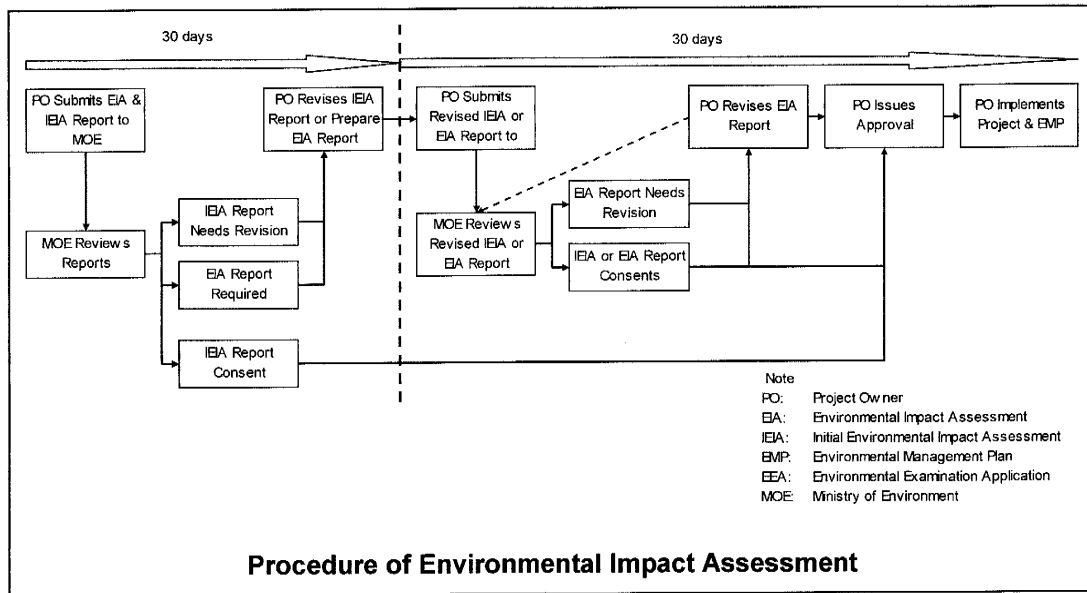 30 days
30 days
PO Submits EIA &
IEIA Report to
MOE
PO Revises IEIA
Report or Prepare
EIA Report
PO Submits
Revised IEIA or
EIA Report to
PO Revises EIA
Report
PO Issues
Approval
PO Implements
Project & EMP
MOE Reviews
Reports
IEIA Report
Needs Revision
EIA Report
Required
IEIA Report
Consent
MOE Reviews
Revised IEIA or
EIA Report
EIA Report Needs
Revision
IEIA or EIA Report
Consents
Note
PO: Project Owner
EIA: Environmental Impact Assessment
IEIA: Initial Environmental Impact Assessment
EMP: Environmental Management Plan
EEA: Environmental Examination Application
MOE: Ministry of Environment
Procedure of Environmental Impact Assessment